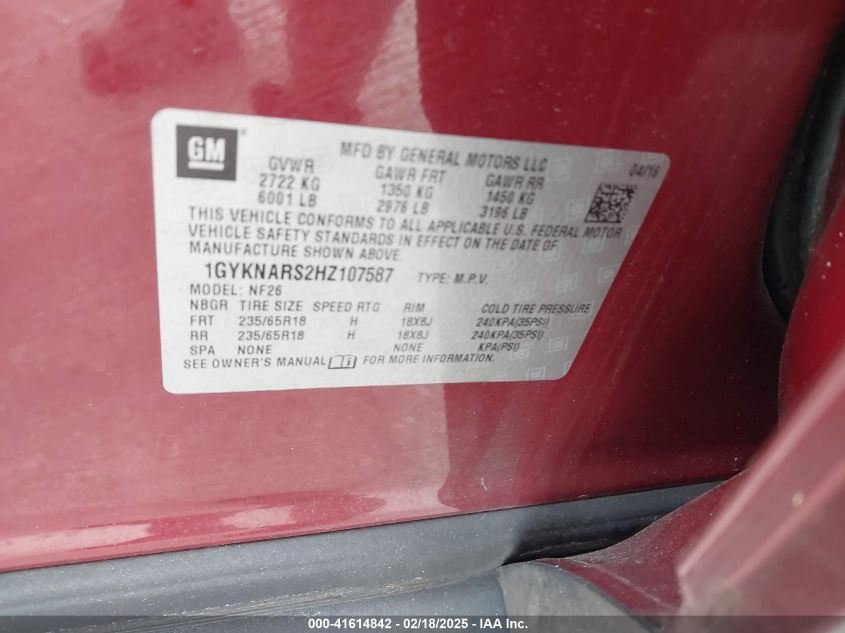 GM
MFD BY GENERAL MOTORS LLC
04/16
GVWR GAWR FRT GAWR RR
2722 KG 1350 KG 1450 KG
6001 LB 2976 LB 3196 LB
THIS VEHICLE CONFORMS TO ALL APPLICABLE U.S. FEDERAL MOTOR
VEHICLE SAFETY STANDARDS IN EFFECT ON THE DATE OF
MANUFACTURE SHOWN ABOVE.
1GYKNARS2HZ107587 TYPE: M.P.V.
MODEL: NF26
NBGR TIRE SIZE SPEED RTG RIM COLD TIRE PRESSURE
FRT 235/65R18 H 18X8J 240KPA(35PSI)
RR 235/65R18 H 18X8J 240KPA(35PSI)
SPA NONE NONE KPA(PSI)
SEE OWNER'S MANUAL FOR MORE INFORMATION.
000-41614842 - 02/18/2025 - IAAI.COM